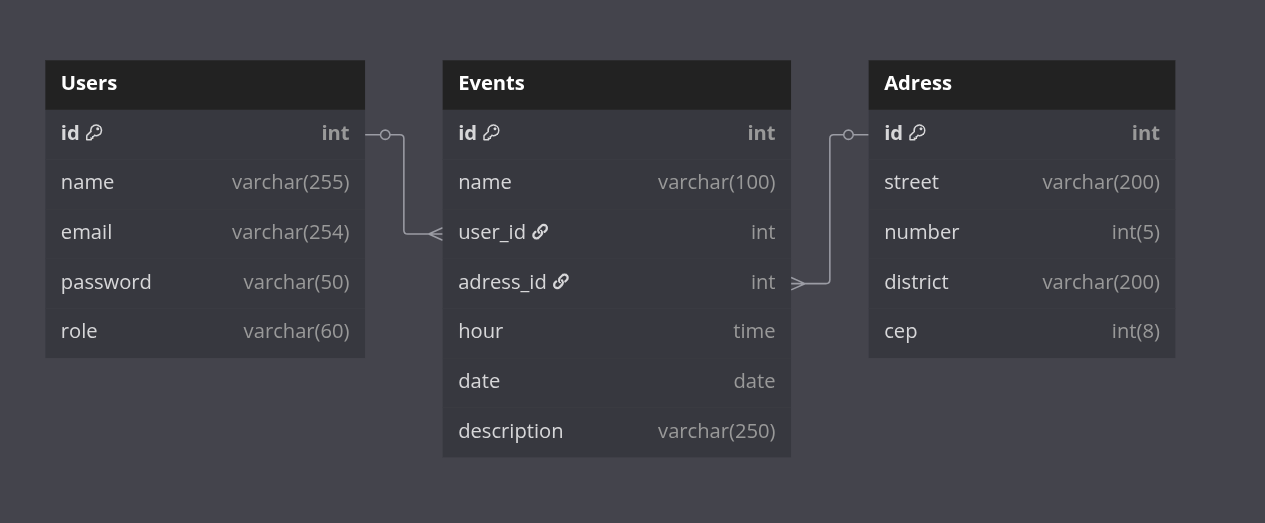 Users
id int
name varchar(255)
email varchar(254)
password varchar(50)
role varchar(60)
Events
id int
name varchar(100)
user_id int
adress_id int
hour time
date date
description varchar(250)
Adress
id int
street varchar(200)
number int(5)
district varchar(200)
cep int(8)